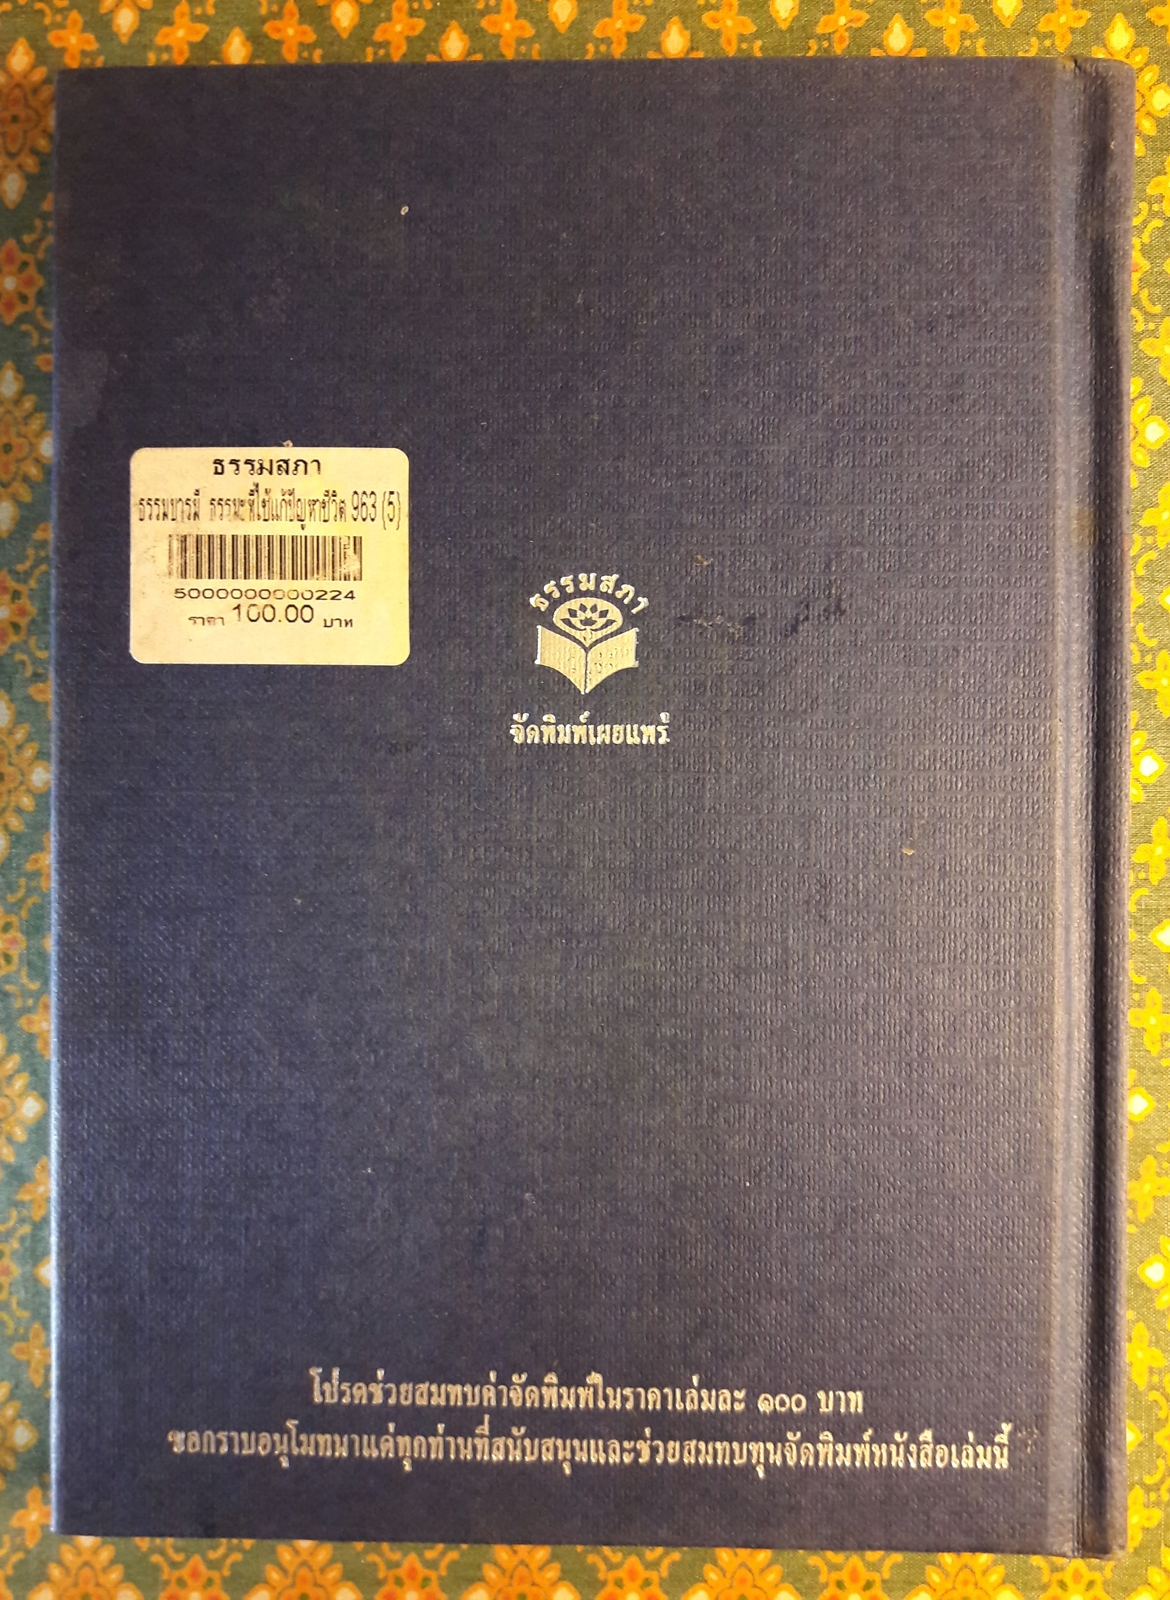 ธรรมสภา
ธรรมบารมี ธรรมะที่ใช้แก้ปัญหาชีวิต 963 {5}
5000000000224
ราคา 100.00 บาท
ธรรมสภา
จัดพิมพ์เผยแพร่
โปรดช่วยสมทบค่าจัดพิมพ์ในราคาเล่มละ ๑๐๐ บาท
ขอกราบอนุโมทนาแด่ทุกท่านที่สนับสนุนและช่วยสมทบทุนจัดพิมพ์หนังสือเล่มนี้